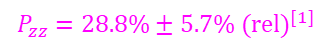 P_zz = 28.8% ± 5.7% (rel)^[1]